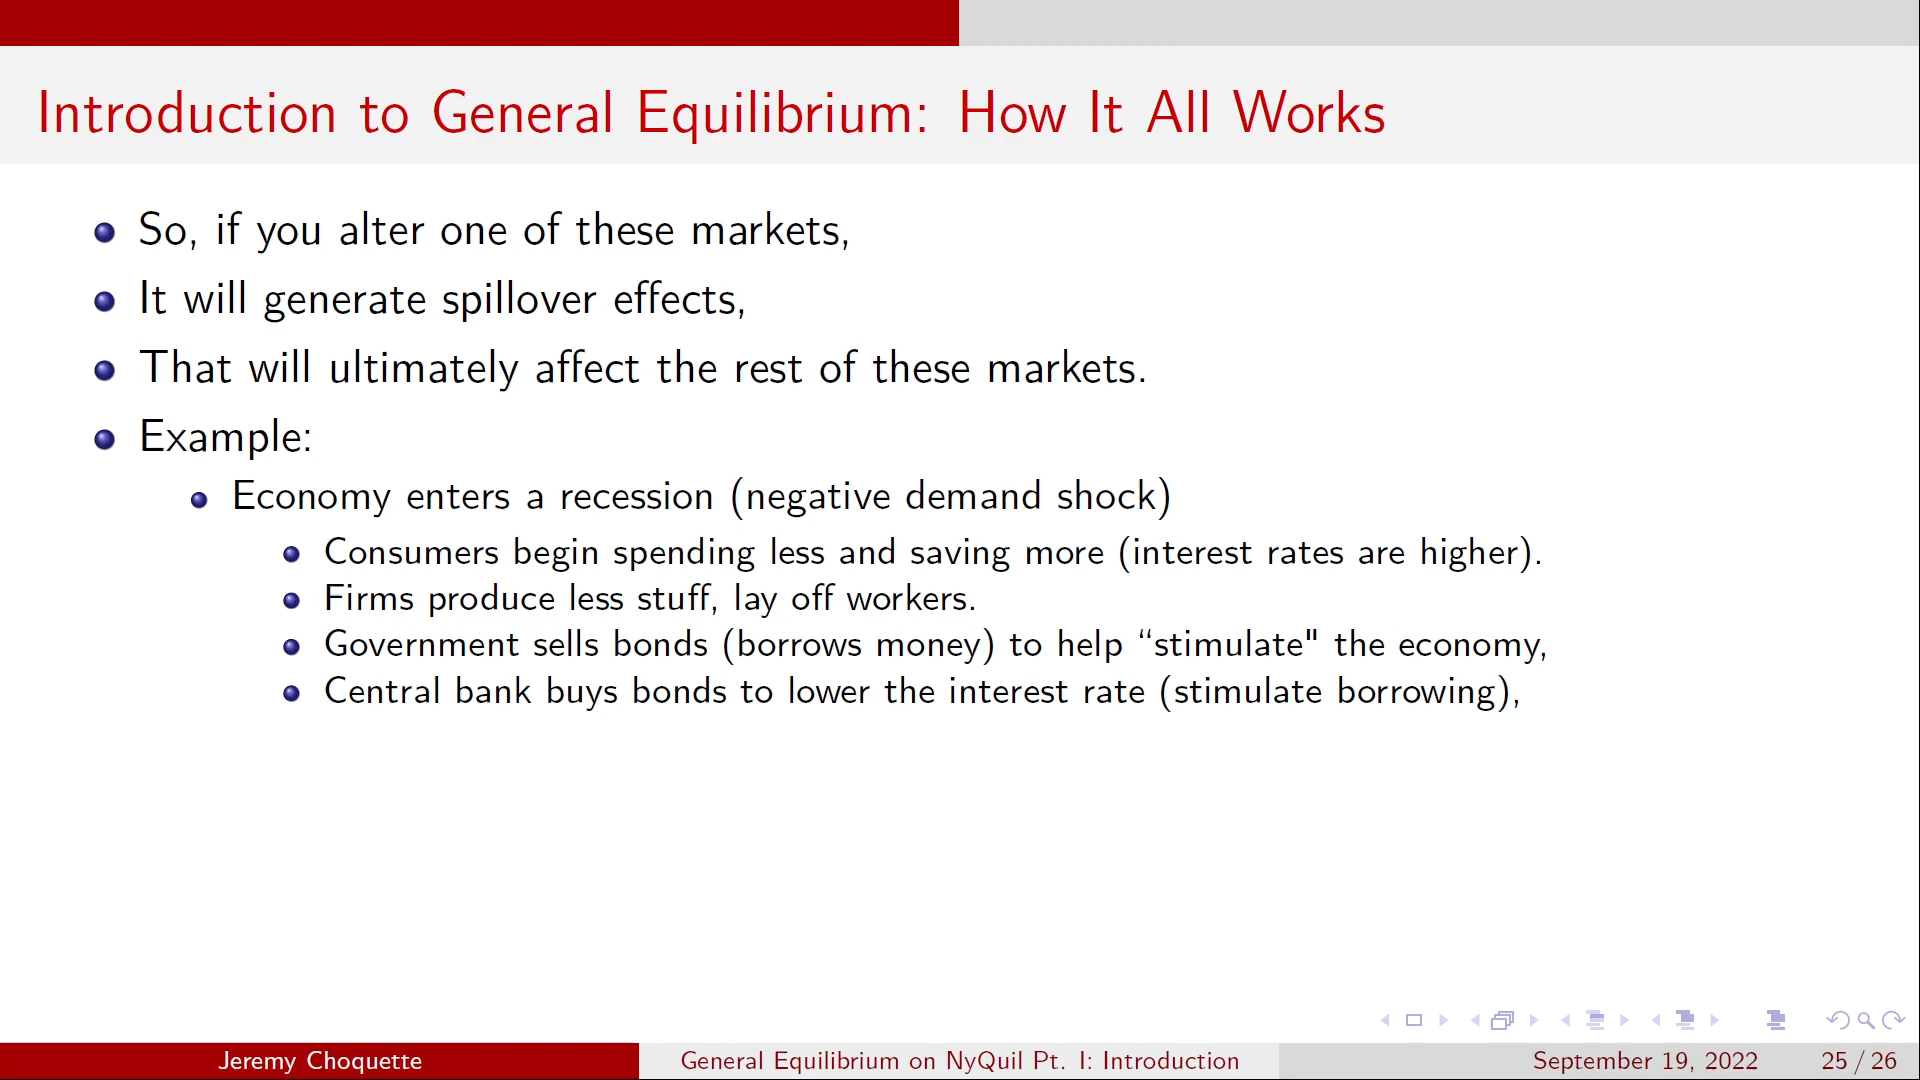 Introduction to General Equilibrium: How It All Works
So, if you alter one of these markets,
It will generate spillover effects,
That will ultimately affect the rest of these markets.
Example:
Economy enters a recession (negative demand shock)
Consumers begin spending less and saving more (interest rates are higher).
Firms produce less stuff, lay off workers.
Government sells bonds (borrows money) to help “stimulate" the economy,
Central bank buys bonds to lower the interest rate (stimulate borrowing),
Jeremy Choquette General Equilibrium on NyQuil Pt. I: Introduction September 19, 2022 25 / 26